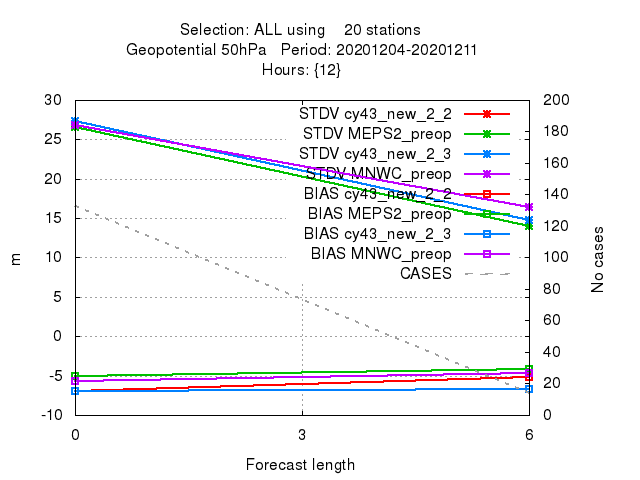 Selection: ALL using 20 stations
Geopotential 50hPa Period: 20201204-20201211
Hours: {12}
30 200
STDV cy43_new_2_2
25 180
STDV MEPS2_preop
STDV cy43_new_2_3
20 160
STDV MNWC_preop
BIAS cy43_new_2_2
15 140
BIAS MEPS2_preop
BIAS cy43_new_2_3
10 120
BIAS MNWC_preop
CASES
5 100
0 80
-5 60
-10 40
20
0
m
No cases
0 3 6
Forecast length